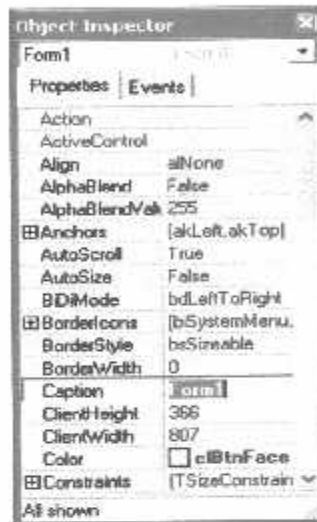 Object Inspector
Form1
Properties Events
Action
ActiveControl
Align alNone
AlphaBlend False
AlphaBlendVal 255
Anchors [akLeft,akTop]
AutoScroll True
AutoSize False
BiDiMode bdLeftToRight
BorderIcons [biSystemMenu,
BorderStyle bsSizeable
BorderWidth 0
Caption Form1
ClientHeight 366
ClientWidth 807
Color clBtnFace
Constraints (TSizeConstrain
All shown